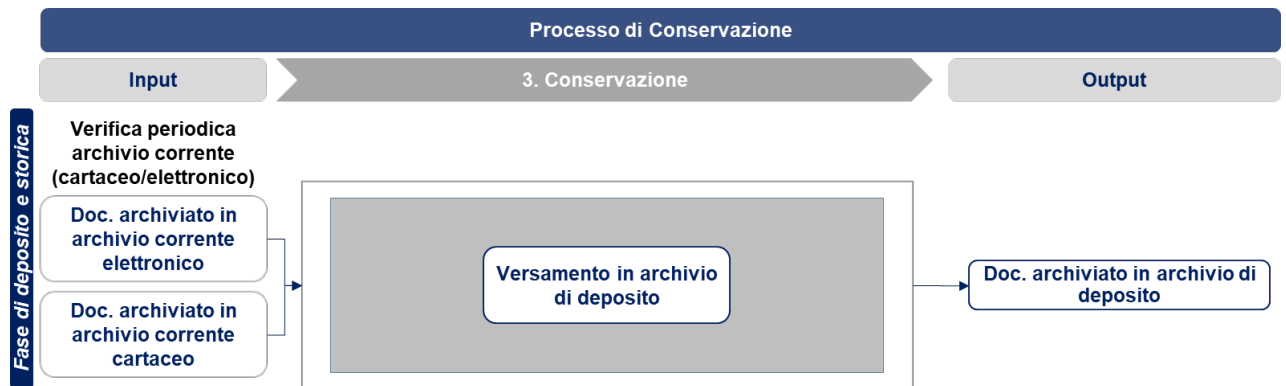 Processo di Conservazione
Input
3. Conservazione
Output
Fase di deposito e storica
Verifica periodica
archivio corrente
(cartaceo/elettronico)
Doc. archiviato in
archivio corrente
elettronico
Doc. archiviato in
archivio corrente
cartaceo
Versamento in archivio
di deposito
Doc. archiviato in archivio di
deposito